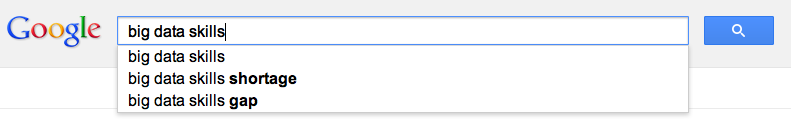 Google
big data skills
big data skills
big data skills shortage
big data skills gap